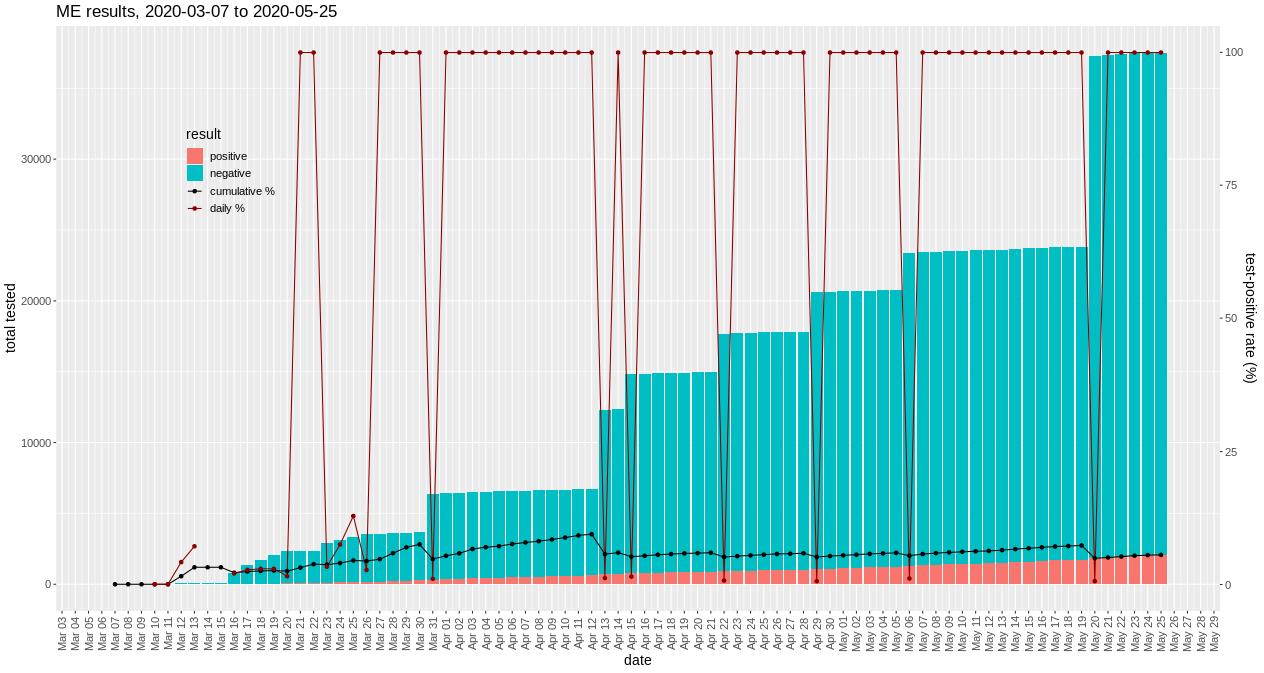 ME results, 2020-03-07 to 2020-05-25
total tested
30000
20000
10000
0
result
positive
negative
cumulative %
daily %
100
75
50
25
0
test-positive rate (%)
Mar 03
Mar 04
Mar 05
Mar 06
Mar 07
Mar 08
Mar 09
Mar 10
Mar 11
Mar 12
Mar 13
Mar 14
Mar 15
Mar 16
Mar 17
Mar 18
Mar 19
Mar 20
Mar 21
Mar 22
Mar 23
Mar 24
Mar 25
Mar 26
Mar 27
Mar 28
Mar 29
Mar 30
Mar 31
Apr 01
Apr 02
Apr 03
Apr 04
Apr 05
Apr 06
Apr 07
Apr 08
Apr 09
Apr 10
Apr 11
Apr 12
Apr 13
Apr 14
Apr 15
Apr 16
Apr 17
Apr 18
Apr 19
Apr 20
Apr 21
Apr 22
Apr 23
Apr 24
Apr 25
Apr 26
Apr 27
Apr 28
Apr 29
Apr 30
May 01
May 02
May 03
May 04
May 05
May 06
May 07
May 08
May 09
May 10
May 11
May 12
May 13
May 14
May 15
May 16
May 17
May 18
May 19
May 20
May 21
May 22
May 23
May 24
May 25
May 26
May 27
May 28
May 29
date